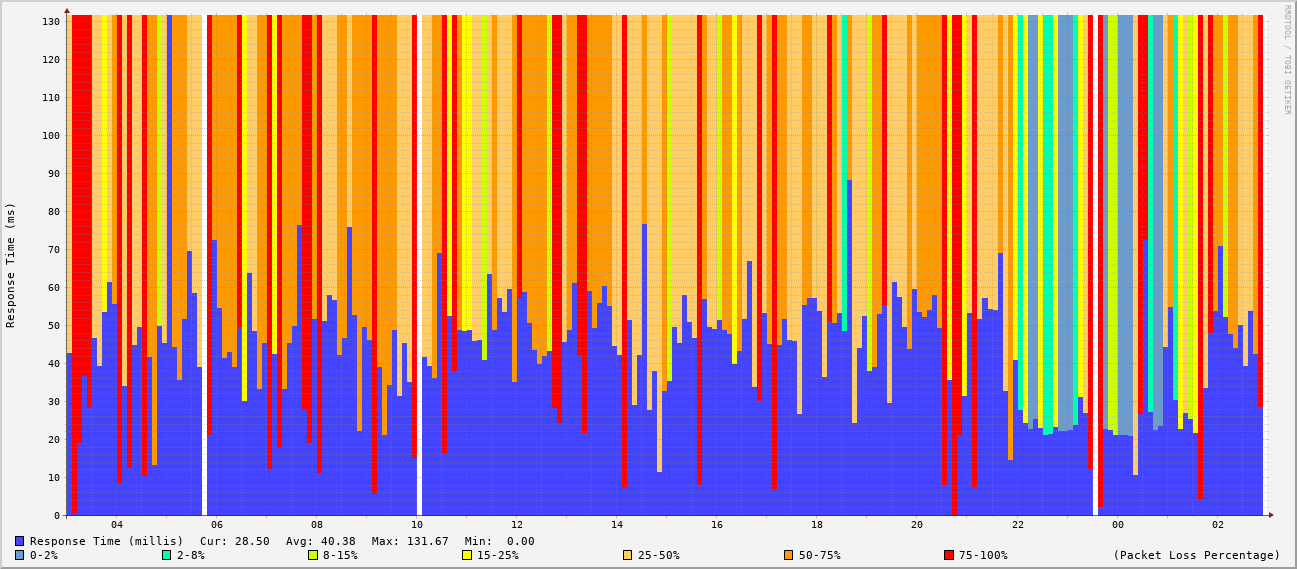 RRDTOOL / TOBI OETIKER
Response Time (ms)
130
120
110
100
90
80
70
60
50
40
30
20
10
0
04 06 08 10 12 14 16 18 20 22 00 02
Response Time (millis) Cur: 28.50 Avg: 40.38 Max: 131.67 Min: 0.00
0-2% 2-8% 8-15% 15-25% 25-50% 50-75% 75-100% (Packet Loss Percentage)